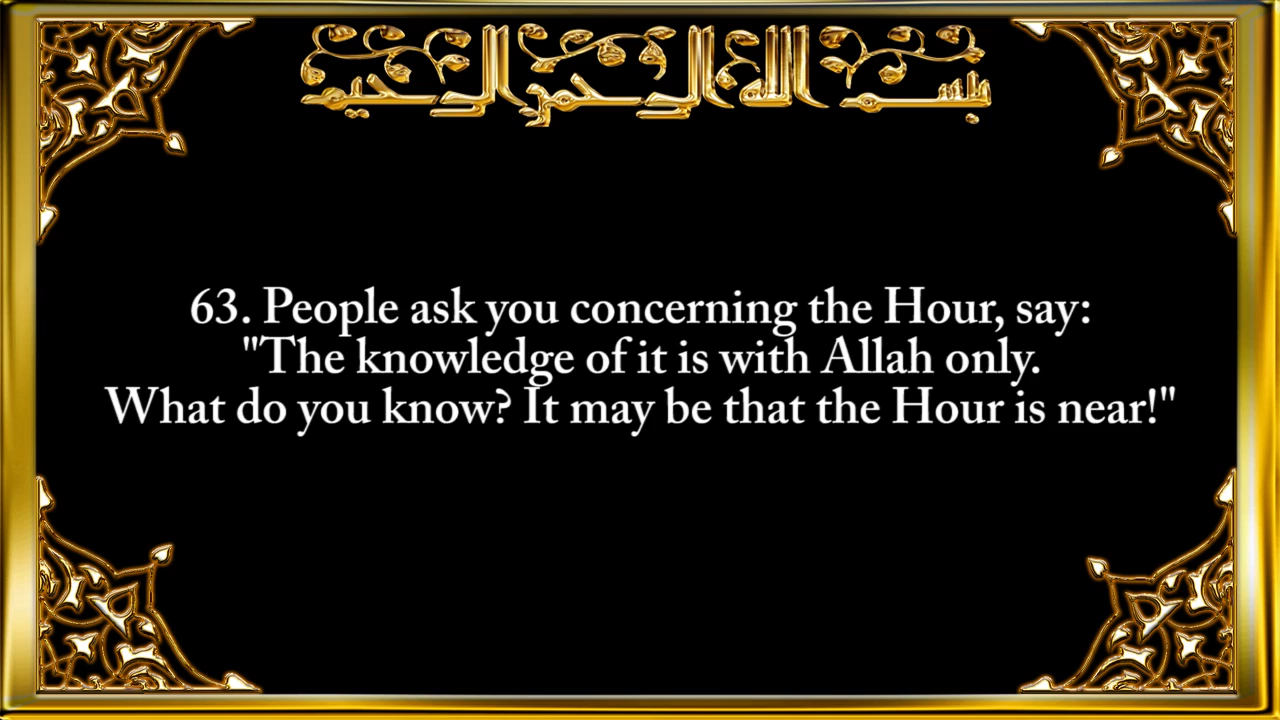 بسم الله الرحمن الرحيم
63. People ask you concerning the Hour, say:
"The knowledge of it is with Allah only.
What do you know? It may be that the Hour is near!"